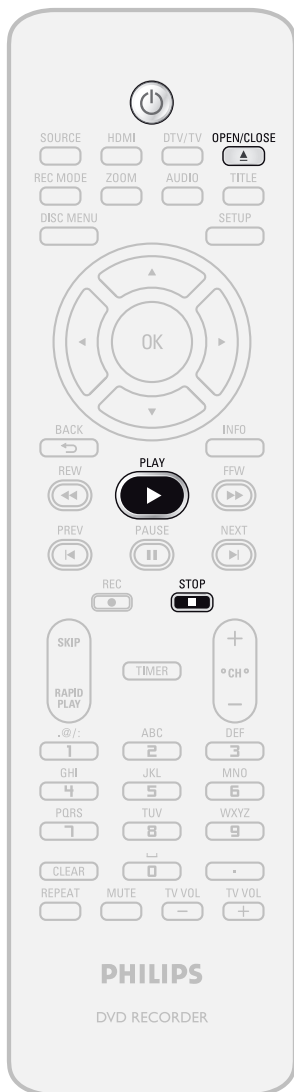 SOURCE HDMI DTV/TV OPEN/CLOSE
REC MODE ZOOM AUDIO TITLE
DISC MENU SETUP
OK
BACK INFO
REW PLAY FFW
PREV PAUSE NEXT
REC STOP
SKIP
RAPID
PLAY
TIMER
+
CH
−
.@/: ABC DEF
1 2 3
GHI JKL MNO
4 5 6
PQRS TUV WXYZ
7 8 9
CLEAR 0 .
REPEAT MUTE TV VOL TV VOL
− +
PHILIPS
DVD RECORDER